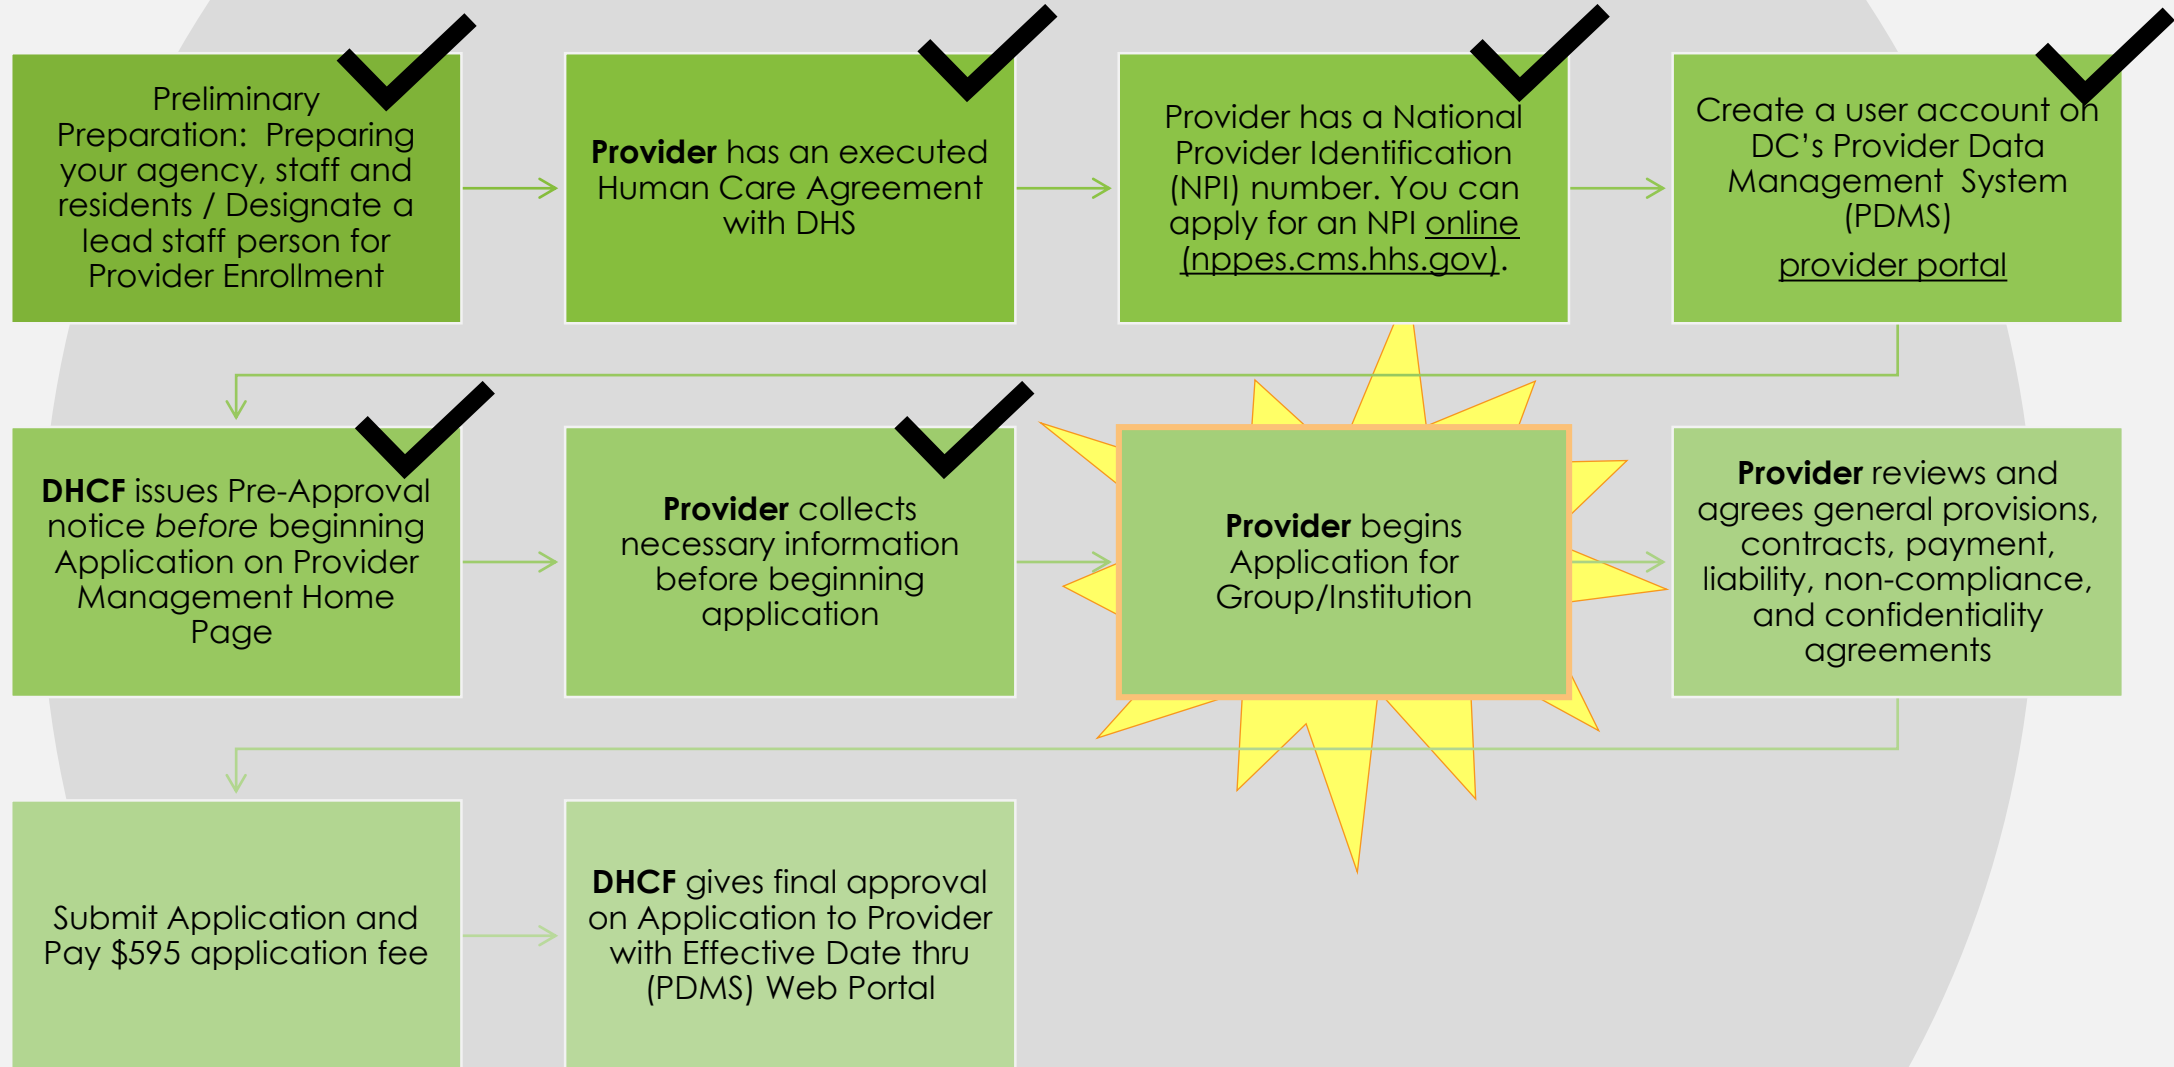 Preliminary
Preparation:  Preparing
your agency, staff and
residents / Designate a
lead staff person for
Provider Enrollment
Provider has an executed
Human Care Agreement
with DHS
Provider has a National
Provider Identification
(NPI) number. You can
apply for an NPI online
(nppes.cms.hhs.gov).
Create a user account on
DC’s Provider Data
Management  System
(PDMS)
provider portal
DHCF issues Pre-Approval
notice before beginning
Application on Provider
Management Home
Page
Provider collects
necessary information
before beginning
application
Provider begins
Application for
Group/Institution
Provider reviews and
agrees general provisions,
contracts, payment,
liability, non-compliance,
and confidentiality
agreements
Submit Application and
Pay $595 application fee
DHCF gives final approval
on Application to Provider
with Effective Date thru
(PDMS) Web Portal